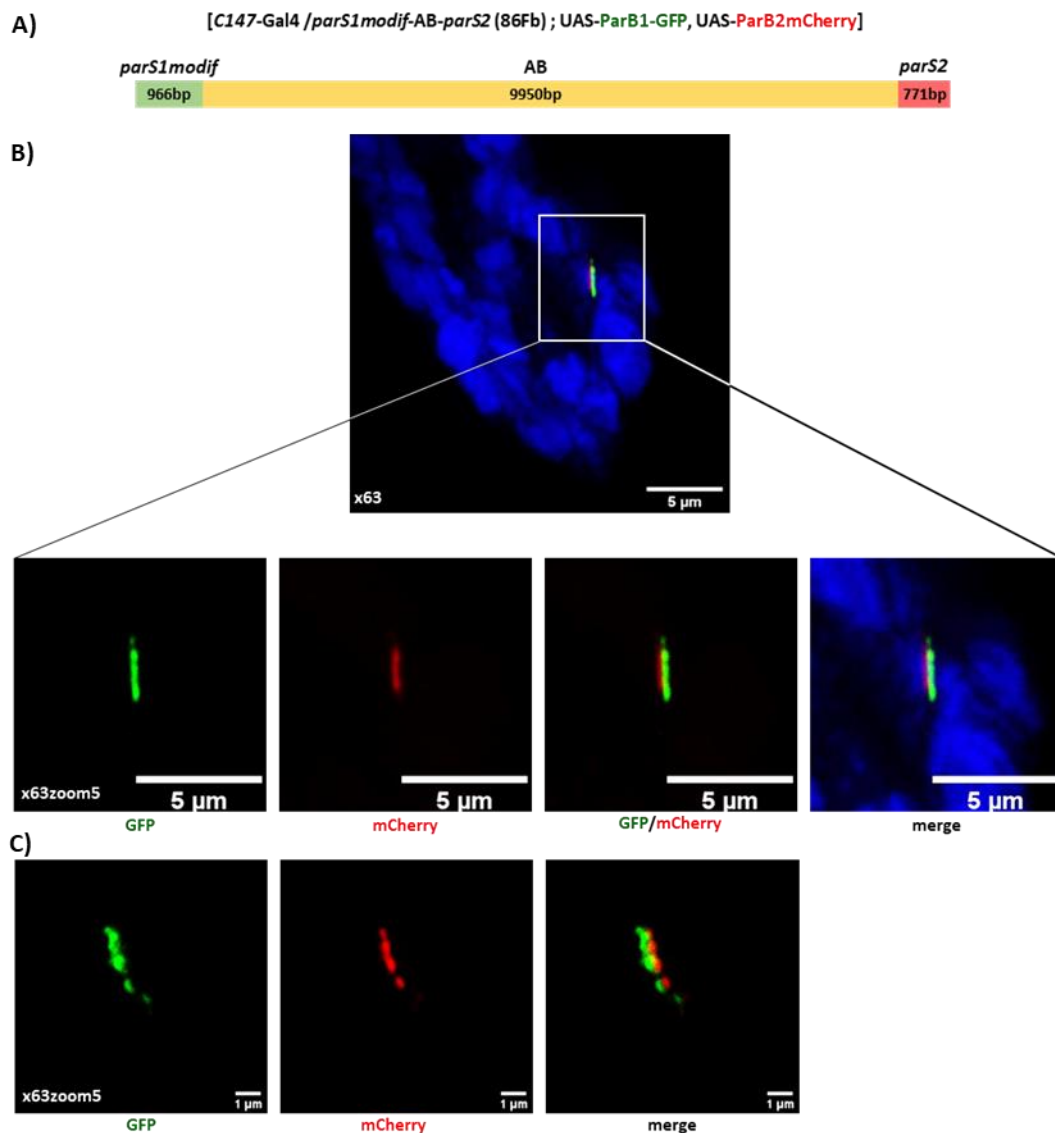 A)
[C147-Gal4 /parS1modif-AB-parS2 (86Fb) ; UAS-ParB1-GFP, UAS-ParB2mCherry]
parS1modif AB parS2
966bp 9950bp 771bp
B)
x63
5 µm
x63zoom5
5 µm 5 µm 5 µm 5 µm
GFP mCherry GFP/mCherry merge
C)
x63zoom5
1 µm 1 µm 1 µm
GFP mCherry merge